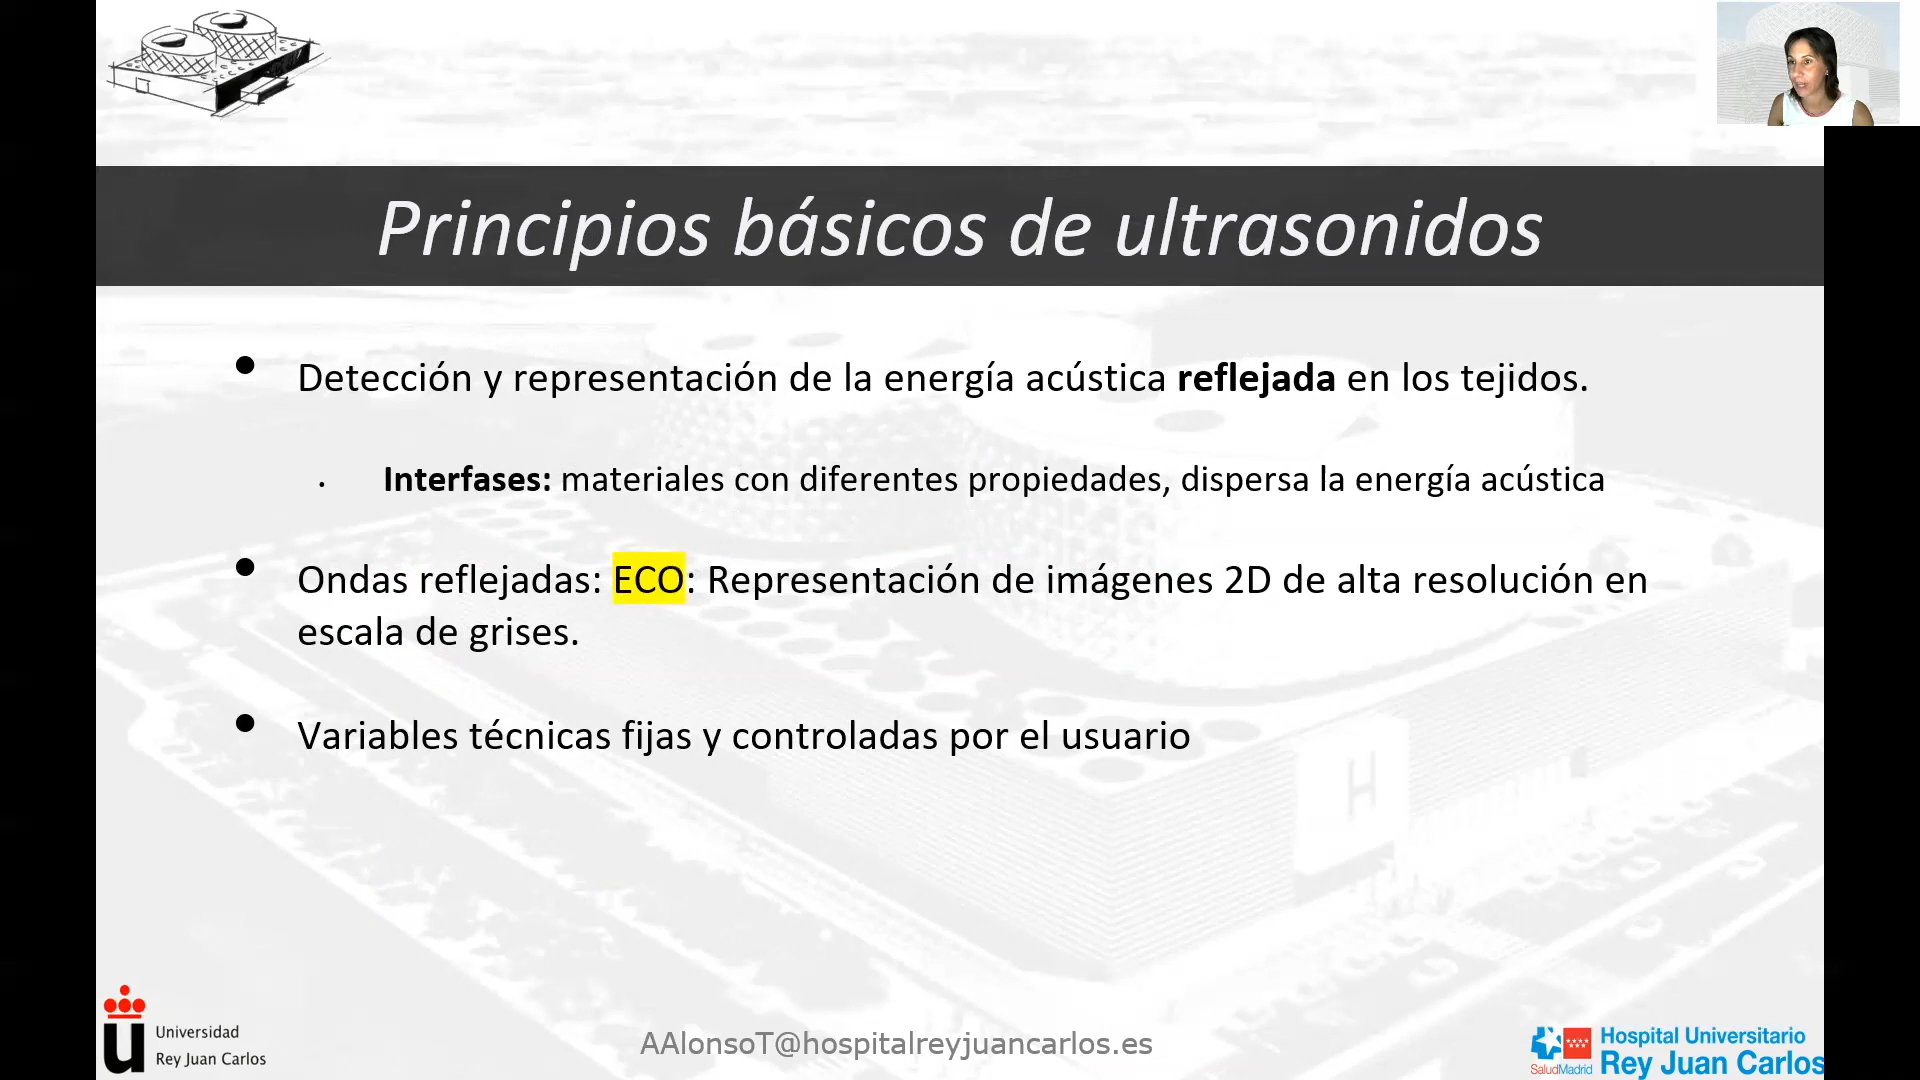 Principios básicos de ultrasonidos
• Detección y representación de la energía acústica reflejada en los tejidos.
• Interfases: materiales con diferentes propiedades, dispersa la energía acústica
• Ondas reflejadas: ECO: Representación de imágenes 2D de alta resolución en
escala de grises.
• Variables técnicas fijas y controladas por el usuario
H
u Universidad
Rey Juan Carlos
AAlonsoT@hospitalreyjuancarlos.es
SaludMadrid
Hospital Universitario
Rey Juan Carlos